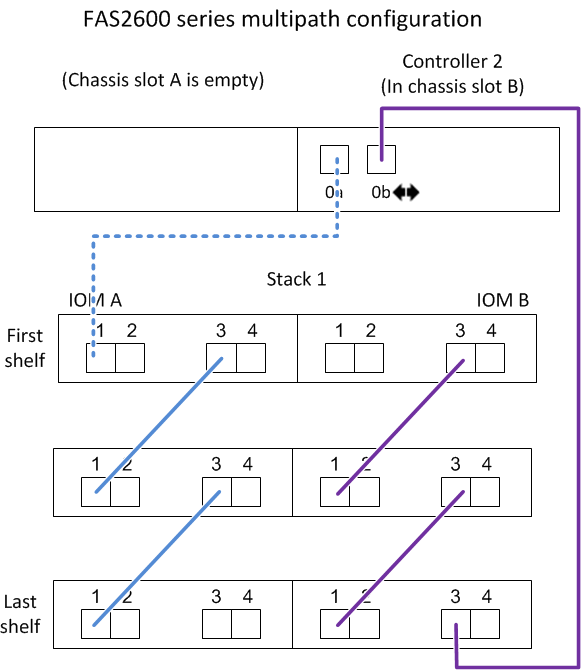 FAS2600 series multipath configuration
(Chassis slot A is empty)
Controller 2
(In chassis slot B)
0a 0b
Stack 1
IOM A
IOM B
First
shelf
1 2 3 4 1 2 3 4
1 2 3 4 1 2 3 4
Last
shelf
1 2 3 4 1 2 3 4